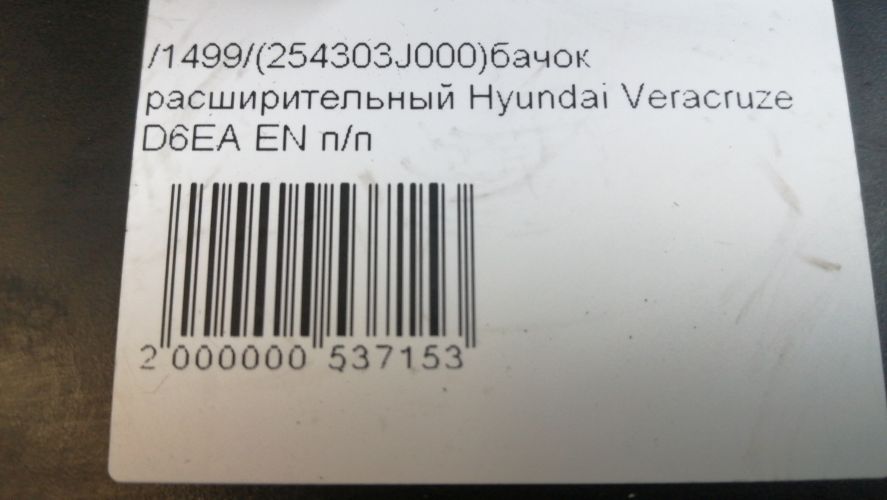 /1499/(254303J000)бачок
расширительный Hyundai Veracruze
D6EA EN п/п
2 000000 537153